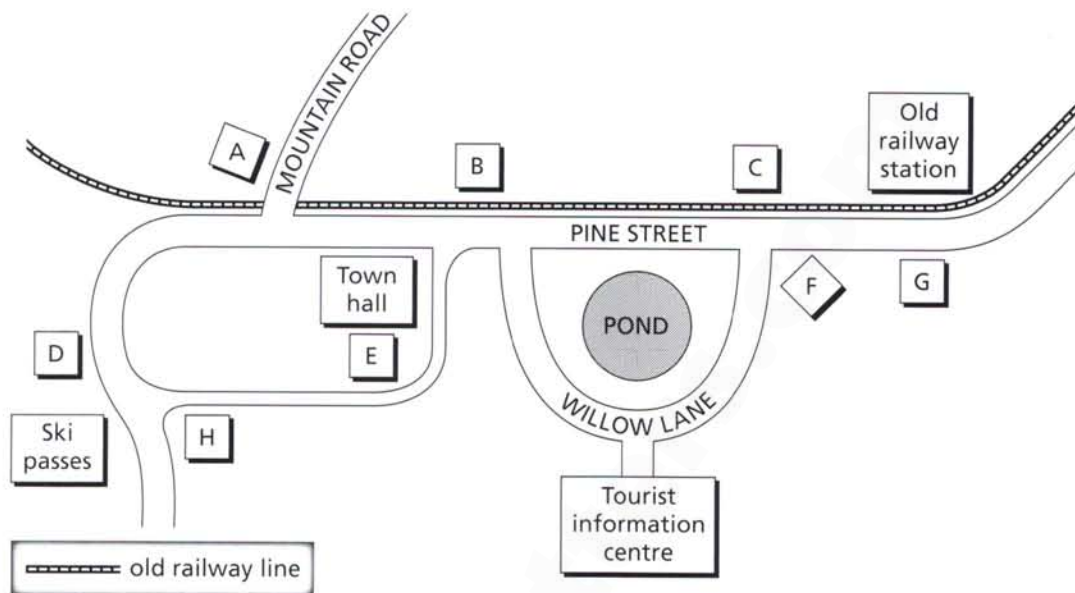 MOUNTAIN ROAD
Old
railway
station
A
B
C
PINE STREET
Town
hall
POND
F
G
D
E
WILLOW LANE
H
Ski
passes
Tourist
information
centre
old railway line